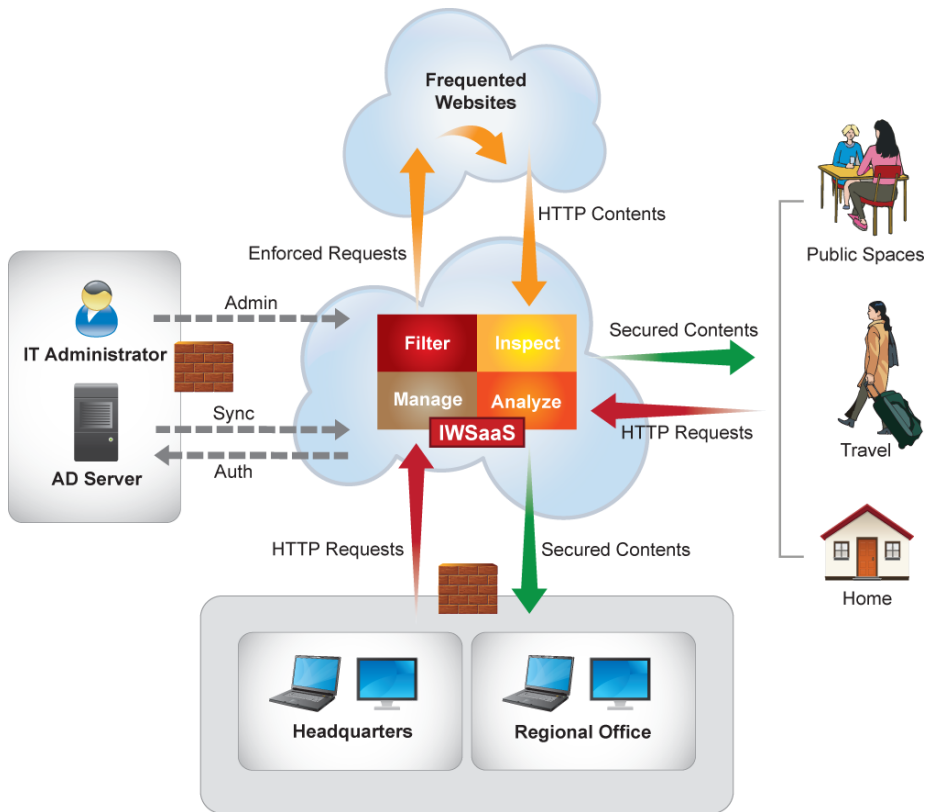 Frequented
Websites
HTTP Contents
Enforced Requests
Public Spaces
Admin
IT Administrator
Filter
Inspect
Secured Contents
Manage
Analyze
Sync
IWSaaS
HTTP Requests
Auth
AD Server
Travel
HTTP Requests
Secured Contents
Home
Headquarters
Regional Office